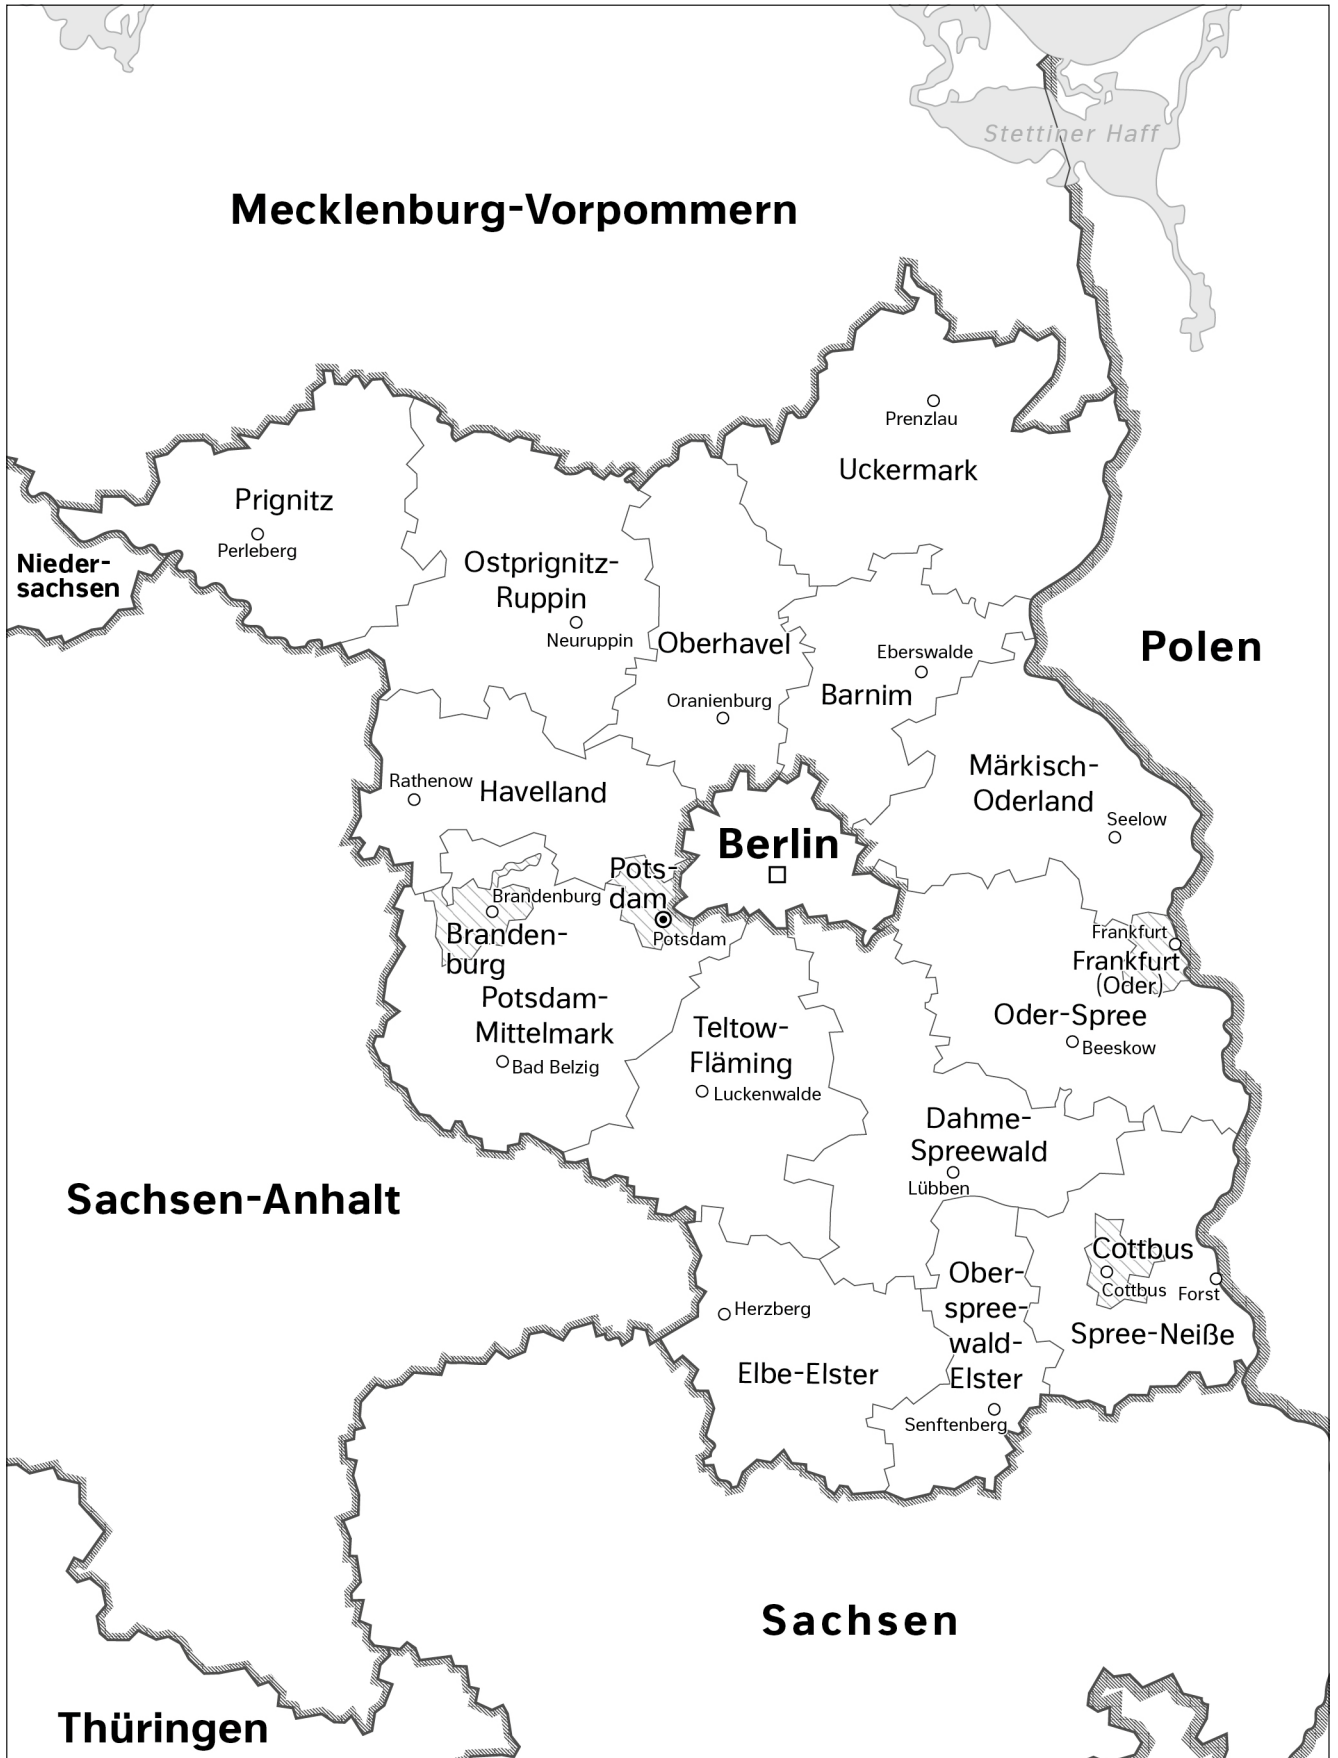 Stettiner Haff
Mecklenburg-Vorpommern
Prenzlau
Uckermark
Prignitz
Perleberg
Nieder-
sachsen
Ostprignitz-
Ruppin
Neuruppin
Oberhavel
Oranienburg
Eberswalde
Barnim
Polen
Märkisch-
Oderland
Seelow
Rathenow
Havelland
Berlin
Pots-
dam
Potsdam
Brandenburg
Branden-
burg
Frankfurt
Frankfurt
(Oder)
Potsdam-
Mittelmark
Bad Belzig
Teltow-
Fläming
Luckenwalde
Oder-Spree
Beeskow
Dahme-
Spreewald
Lübben
Sachsen-Anhalt
Cottbus
Cottbus
Forst
Spree-Neiße
Ober-
spree-
wald-
Elster
Senftenberg
Herzberg
Elbe-Elster
Sachsen
Thüringen